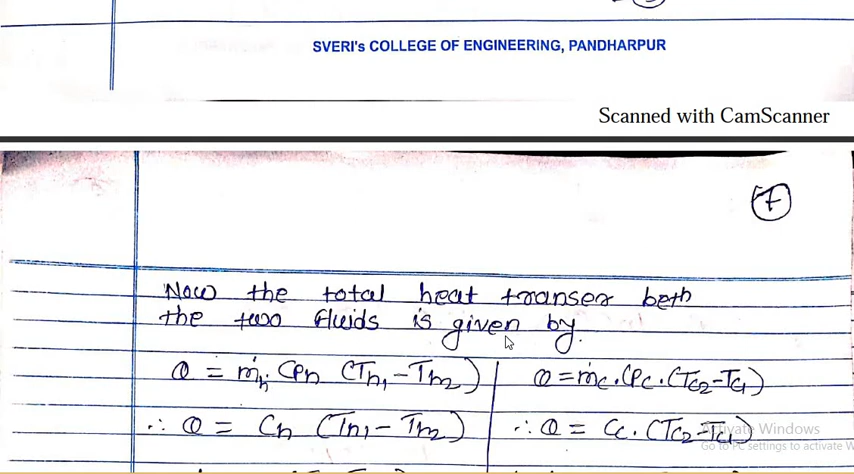 SVERI's COLLEGE OF ENGINEERING, PANDHARPUR
Scanned with CamScanner
7
Now the total heat transer beth
the two fluids is given by.
Q = ṁh . Cph (Th1 - Th2) | Q = ṁc . Cpc . (Tc2 - Tc1)
∴ Q = Ch (Th1 - Th2) | ∴ Q = Cc . (Tc2 - Tc1)
Activate Windows
Go to PC settings to activate W